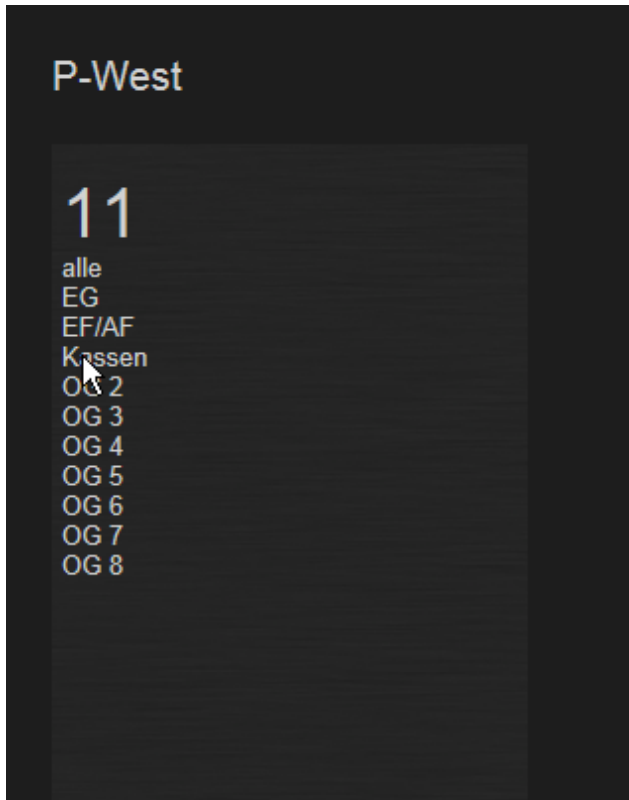 P-West
11
alle
EG
EF/AF
Kassen
OG 2
OG 3
OG 4
OG 5
OG 6
OG 7
OG 8